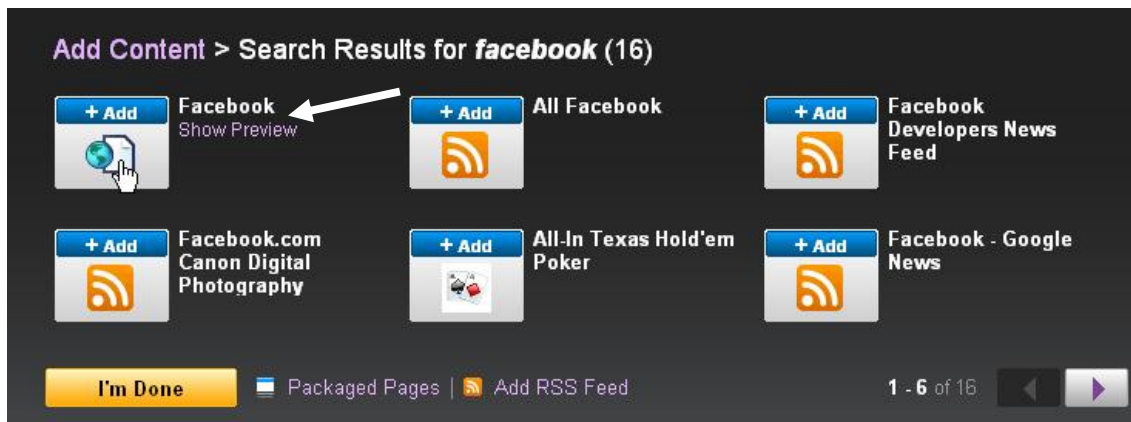 Add Content > Search Results for facebook (16)
+ Add
Facebook
Show Preview
+ Add
All Facebook
+ Add
Facebook
Developers News
Feed
+ Add
Facebook.com
Canon Digital
Photography
+ Add
All-In Texas Hold'em
Poker
+ Add
Facebook - Google
News
I'm Done
Packaged Pages | Add RSS Feed
1 - 6 of 16